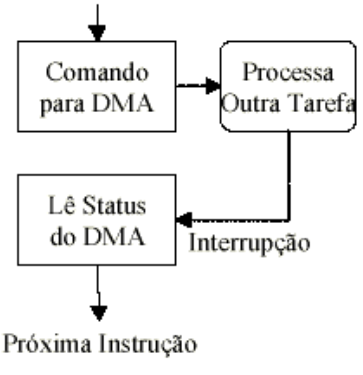 Comando
para DMA
Processa
Outra Tarefa
Lê Status
do DMA
Interrupção
Próxima Instrução